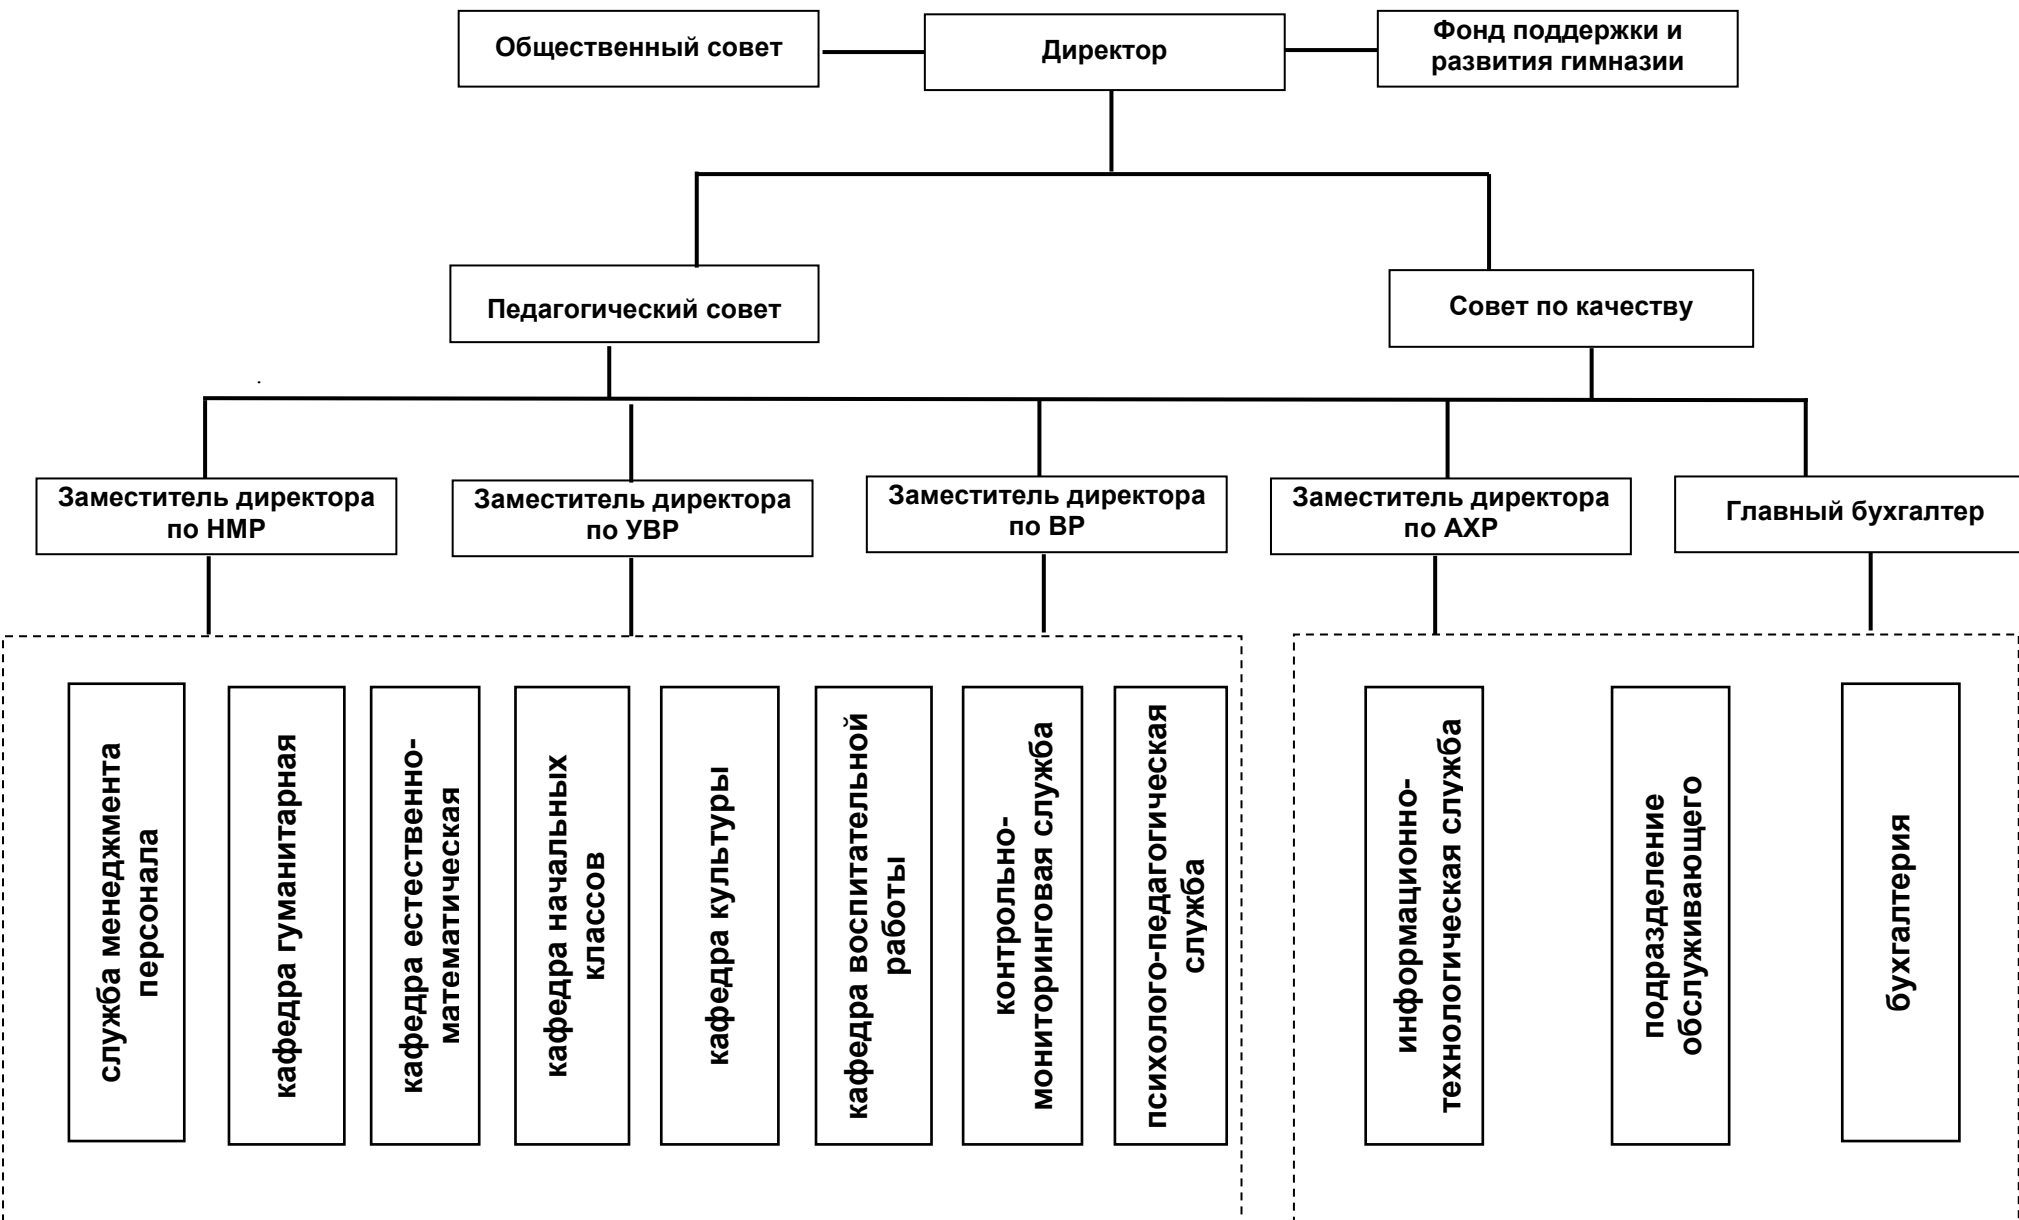 Общественный совет
Директор
Фонд поддержки и
развития гимназии
Педагогический совет
Совет по качеству
Заместитель директора
по НМР
Заместитель директора
по УВР
Заместитель директора
по ВР
Заместитель директора
по АХР
Главный бухгалтер
служба менеджмента
персонала
кафедра гуманитарная
кафедра естественно-
математическая
кафедра начальных
классов
кафедра культуры
кафедра воспитательной
работы
контрольно-
мониторинговая служба
психолого-педагогическая
служба
информационно-
технологическая служба
подразделение
обслуживающего
бухгалтерия